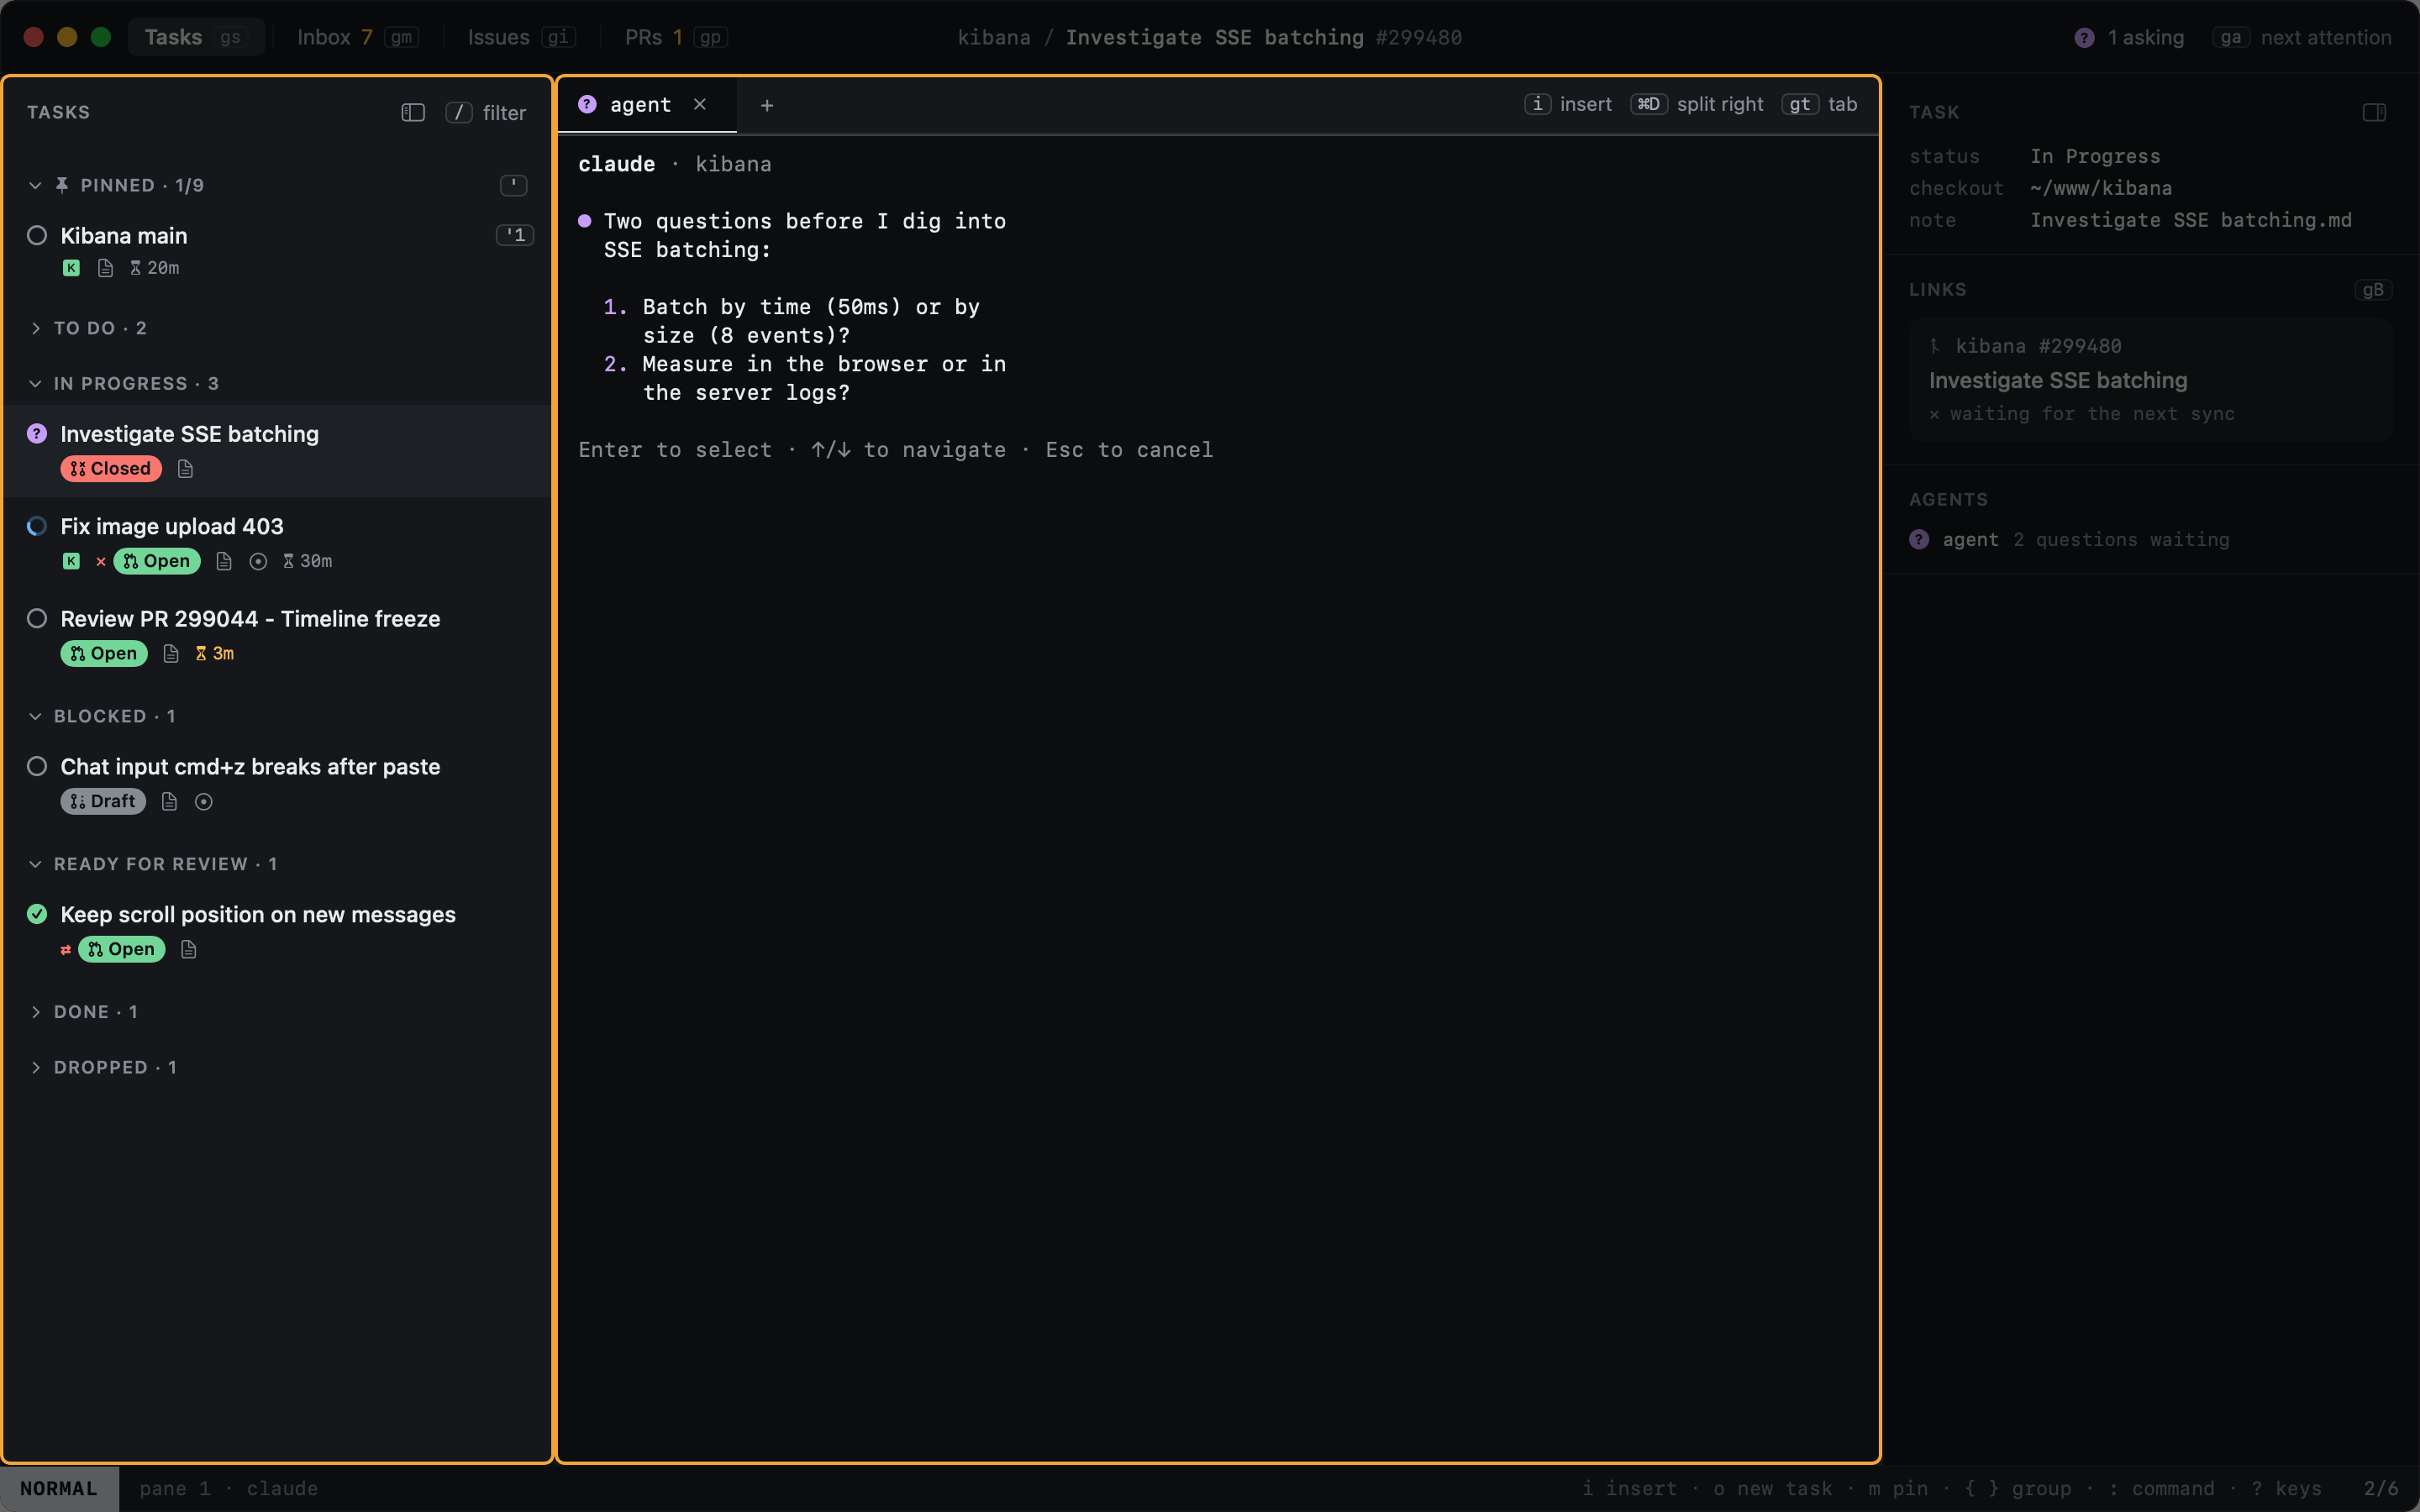 Tasks gs Inbox 7 gm Issues gi PRs 1 gp kibana / Investigate SSE batching #299480 ? 1 asking ga next attention
TASKS / filter
PINNED · 1/9 '
Kibana main '1
K 20m
TO DO · 2
IN PROGRESS · 3
? Investigate SSE batching
Closed
Fix image upload 403
K × Open 30m
Review PR 299044 - Timeline freeze
Open 3m
BLOCKED · 1
Chat input cmd+z breaks after paste
Draft
READY FOR REVIEW · 1
Keep scroll position on new messages
Open
DONE · 1
DROPPED · 1
? agent × + i insert ⌘D split right gt tab
claude · kibana
Two questions before I dig into
SSE batching:
1. Batch by time (50ms) or by
size (8 events)?
2. Measure in the browser or in
the server logs?
Enter to select · ↑/↓ to navigate · Esc to cancel
TASK
status In Progress
checkout ~/www/kibana
note Investigate SSE batching.md
LINKS gB
kibana #299480
Investigate SSE batching
× waiting for the next sync
AGENTS
? agent 2 questions waiting
NORMAL pane 1 · claude i insert · o new task · m pin · { } group · : command · ? keys 2/6